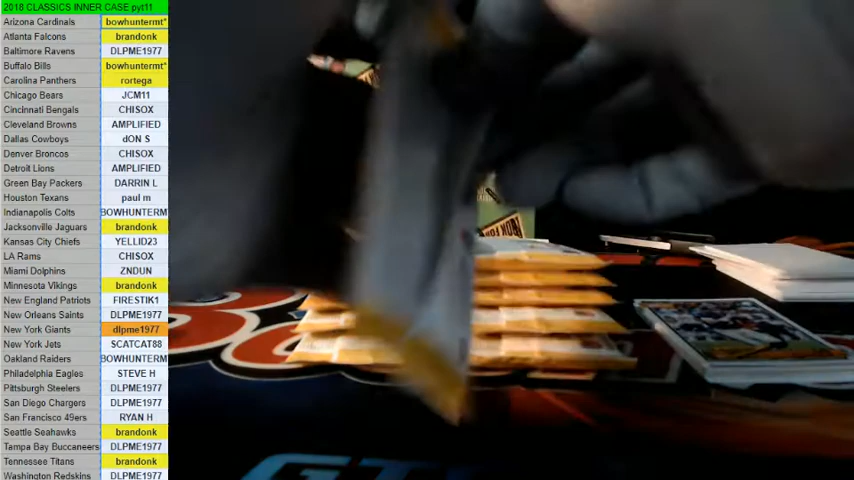 2018 CLASSICS INNER CASE pyt11
Arizona Cardinals bowhuntermt*
Atlanta Falcons brandonk
Baltimore Ravens DLPME1977
Buffalo Bills bowhuntermt*
Carolina Panthers rortega
Chicago Bears JCM11
Cincinnati Bengals CHISOX
Cleveland Browns AMPLIFIED
Dallas Cowboys dON S
Denver Broncos CHISOX
Detroit Lions AMPLIFIED
Green Bay Packers DARRIN L
Houston Texans paul m
Indianapolis Colts BOWHUNTERM
Jacksonville Jaguars brandonk
Kansas City Chiefs YELLID23
LA Rams CHISOX
Miami Dolphins ZNDUN
Minnesota Vikings brandonk
New England Patriots FIRESTIK1
New Orleans Saints DLPME1977
New York Giants dlpme1977
New York Jets SCATCAT88
Oakland Raiders BOWHUNTERM
Philadelphia Eagles STEVE H
Pittsburgh Steelers DLPME1977
San Diego Chargers DLPME1977
San Francisco 49ers RYAN H
Seattle Seahawks brandonk
Tampa Bay Buccaneers DLPME1977
Tennessee Titans brandonk
Washington Redskins DLPME1977